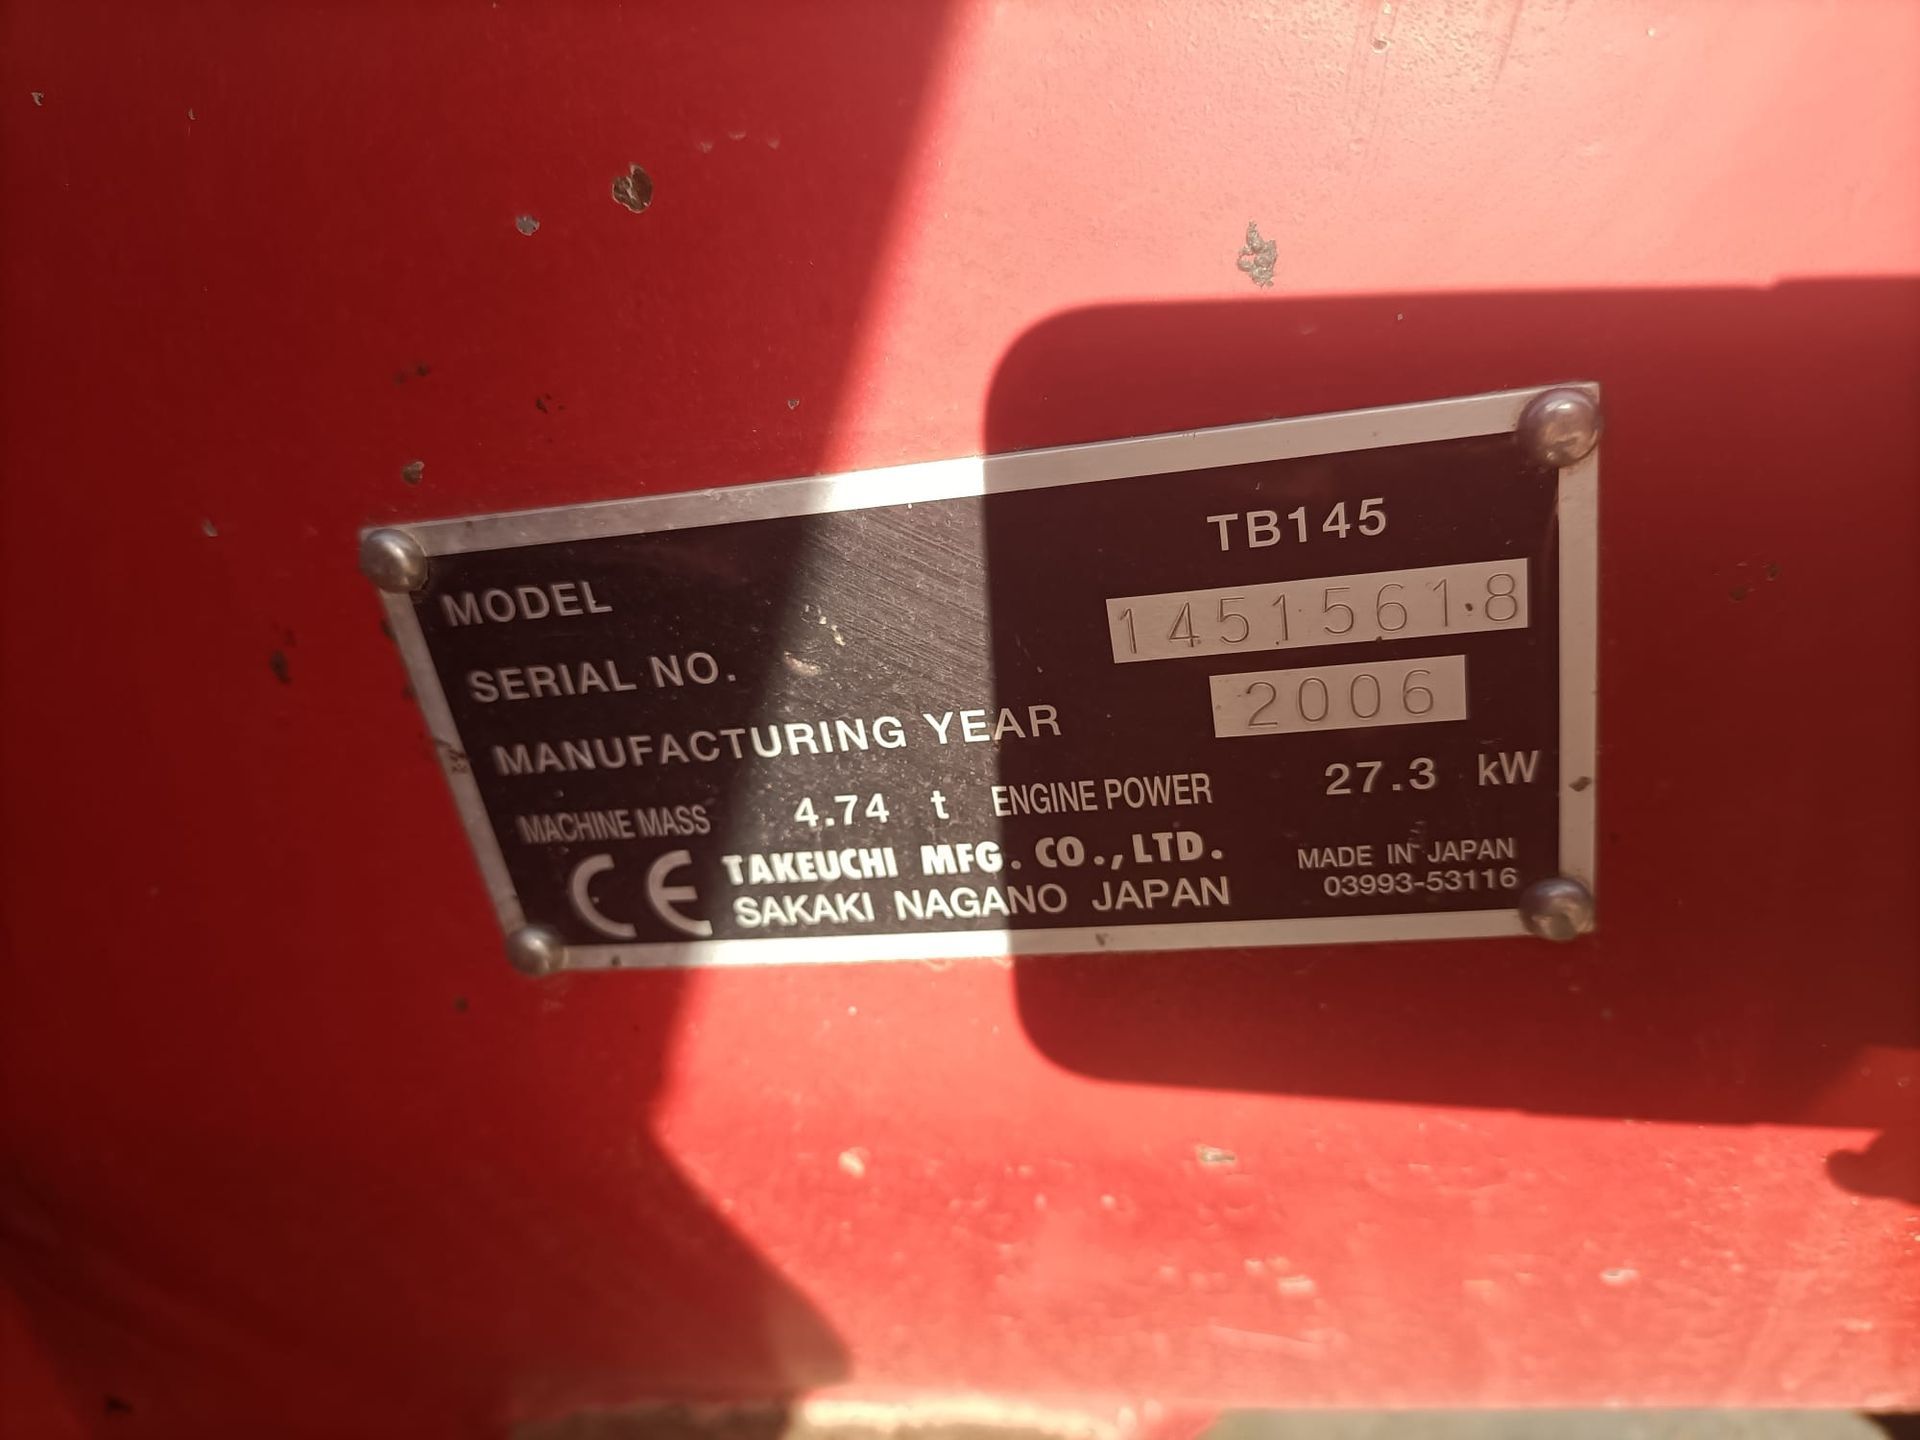 MODEL TB145
SERIAL NO. 14515618
MANUFACTURING YEAR 2006
MACHINE MASS 4.74 t ENGINE POWER 27.3 kW
CE TAKEUCHI MFG. CO., LTD. MADE IN JAPAN
SAKAKI NAGANO JAPAN 03993-53116